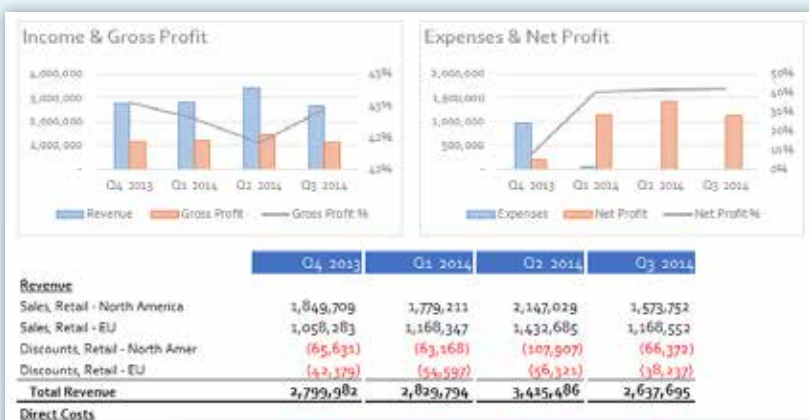 Income & Gross Profit
4,000,000
3,000,000
2,000,000
1,000,000
-
43%
43%
42%
42%
Q4 2013 Q1 2014 Q2 2014 Q3 2014
Revenue Gross Profit Gross Profit %
Expenses & Net Profit
2,000,000
1,500,000
1,000,000
500,000
-
50%
40%
30%
20%
10%
0%
Q4 2013 Q1 2014 Q2 2014 Q3 2014
Expenses Net Profit Net Profit %
Q4 2013 Q1 2014 Q2 2014 Q3 2014
Revenue
Sales, Retail - North America 1,849,709 1,779,211 2,147,029 1,573,752
Sales, Retail - EU 1,058,283 1,168,347 1,432,685 1,168,552
Discounts, Retail - North Amer (65,631) (63,168) (107,907) (66,372)
Discounts, Retail - EU (42,379) (54,597) (56,321) (38,237)
Total Revenue 2,799,982 2,829,794 3,415,486 2,637,695
Direct Costs